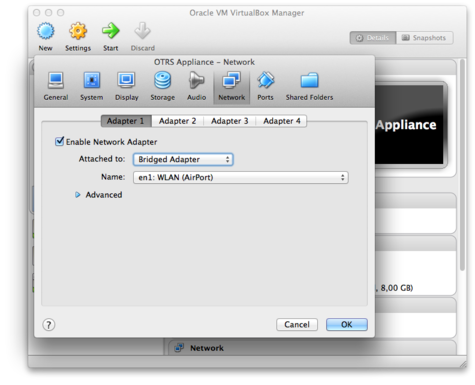 Oracle VM VirtualBox Manager
New Settings Start Discard
Details Snapshots
OTRS Appliance – Network
General System Display Storage Audio Network Ports Shared Folders
Adapter 1 Adapter 2 Adapter 3 Adapter 4
Appliance
Enable Network Adapter
Attached to: Bridged Adapter
Name: en1: WLAN (AirPort)
Advanced
, 8,00 GB)
? Cancel OK
Network